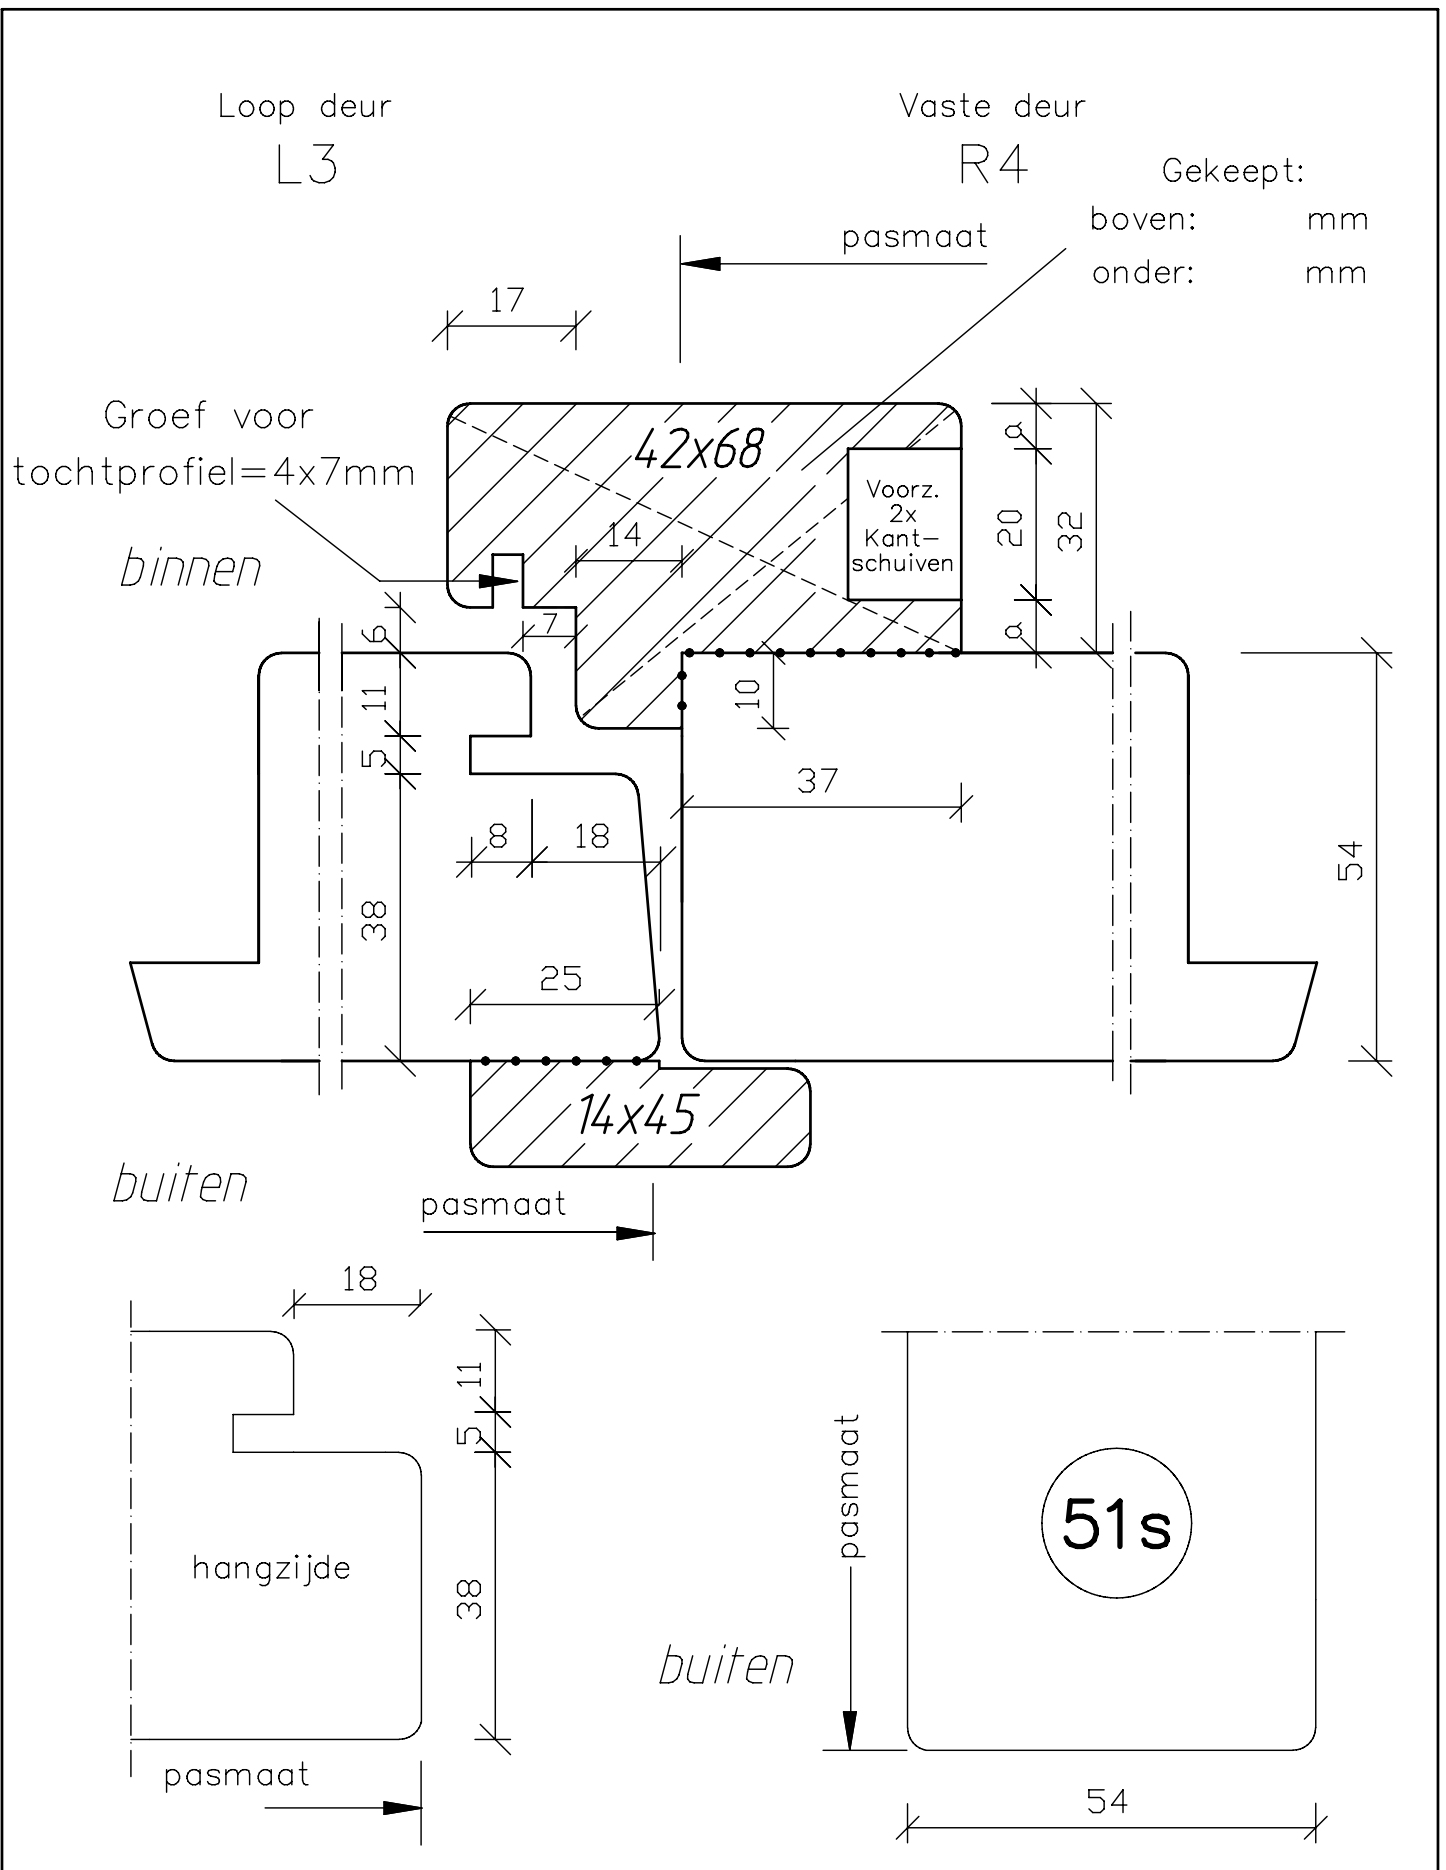 Loop deur
L3
Vaste deur
R4
Gekeept:
boven: mm
onder: mm
pasmaat
17
Groef voor
tochtprofiel=4x7mm
42x68
Voorz.
2x
Kant-
schuiven
a
20
32
a
14
binnen
7
6
11
5
10
37
8
18
38
54
25
14x45
buiten
pasmaat
18
11
5
38
hangzijde
pasmaat
pasmaat
51s
buiten
54